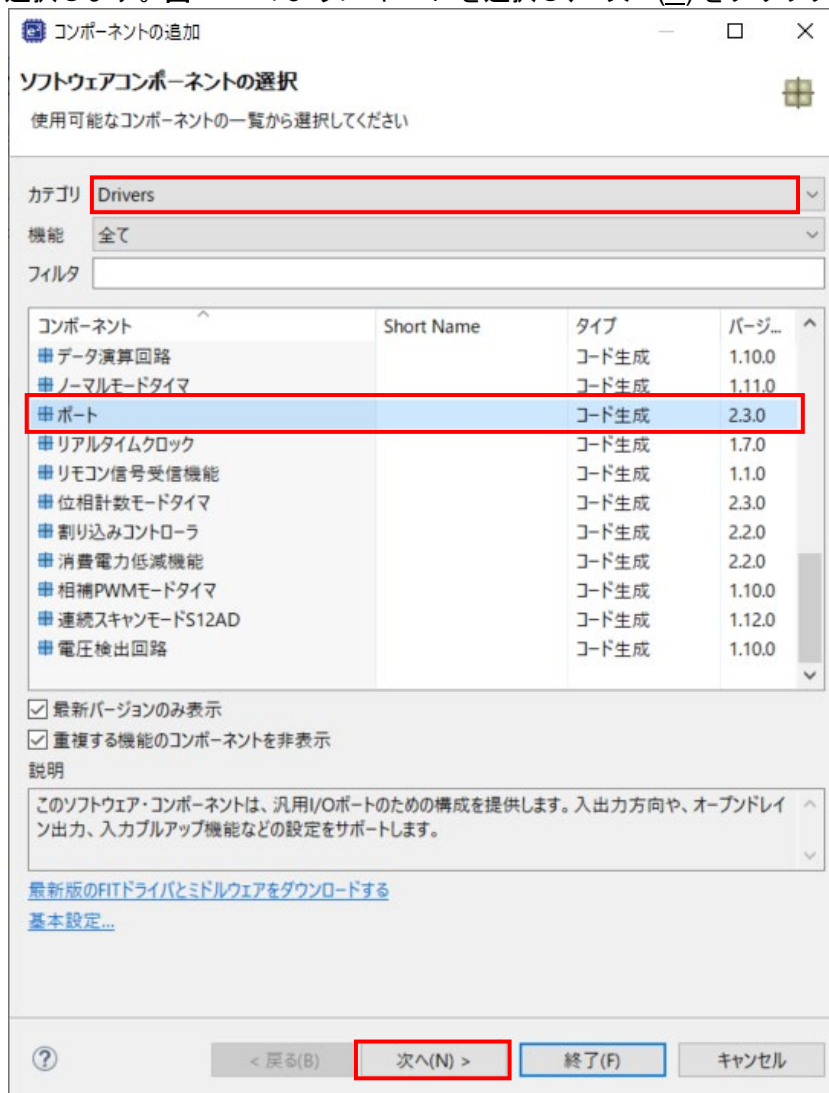 コンポーネントの追加
ソフトウェアコンポーネントの選択
使用可能なコンポーネントの一覧から選択してください
カテゴリ Drivers
機能 全て
フィルタ
コンポーネント Short Name タイプ バージ...
データ演算回路 コード生成 1.10.0
ノーマルモードタイマ コード生成 1.11.0
ポート コード生成 2.3.0
リアルタイムクロック コード生成 1.7.0
リモコン信号受信機能 コード生成 1.1.0
位相計数モードタイマ コード生成 2.3.0
割り込みコントローラ コード生成 2.2.0
消費電力低減機能 コード生成 2.2.0
相補PWMモードタイマ コード生成 1.10.0
連続スキャンモードS12AD コード生成 1.12.0
電圧検出回路 コード生成 1.10.0
最新バージョンのみ表示
重複する機能のコンポーネントを非表示
説明
このソフトウェア・コンポーネントは、汎用I/Oポートのための構成を提供します。入出力方向や、オープンドレイ
ン出力、入力プルアップ機能などの設定をサポートします。
最新版のFITドライバとミドルウェアをダウンロードする
基本設定...
< 戻る(B) 次へ(N) > 終了(F) キャンセル